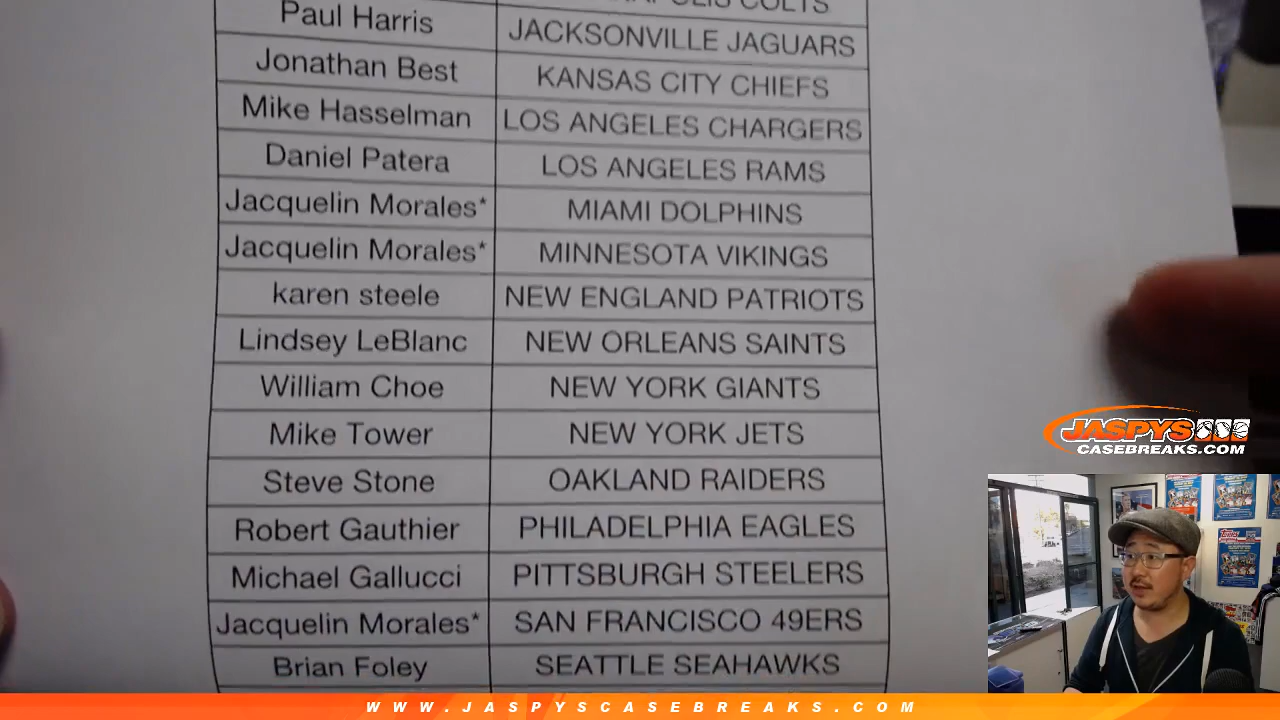 COLTS
Paul Harris JACKSONVILLE JAGUARS
Jonathan Best KANSAS CITY CHIEFS
Mike Hasselman LOS ANGELES CHARGERS
Daniel Patera LOS ANGELES RAMS
Jacquelin Morales* MIAMI DOLPHINS
Jacquelin Morales* MINNESOTA VIKINGS
karen steele NEW ENGLAND PATRIOTS
Lindsey LeBlanc NEW ORLEANS SAINTS
William Choe NEW YORK GIANTS
Mike Tower NEW YORK JETS
Steve Stone OAKLAND RAIDERS
Robert Gauthier PHILADELPHIA EAGLES
Michael Gallucci PITTSBURGH STEELERS
Jacquelin Morales* SAN FRANCISCO 49ERS
Brian Foley SEATTLE SEAHAWKS
JASPYS
CASEBREAKS.COM
WWW.JASPYSCASEBREAKS.COM